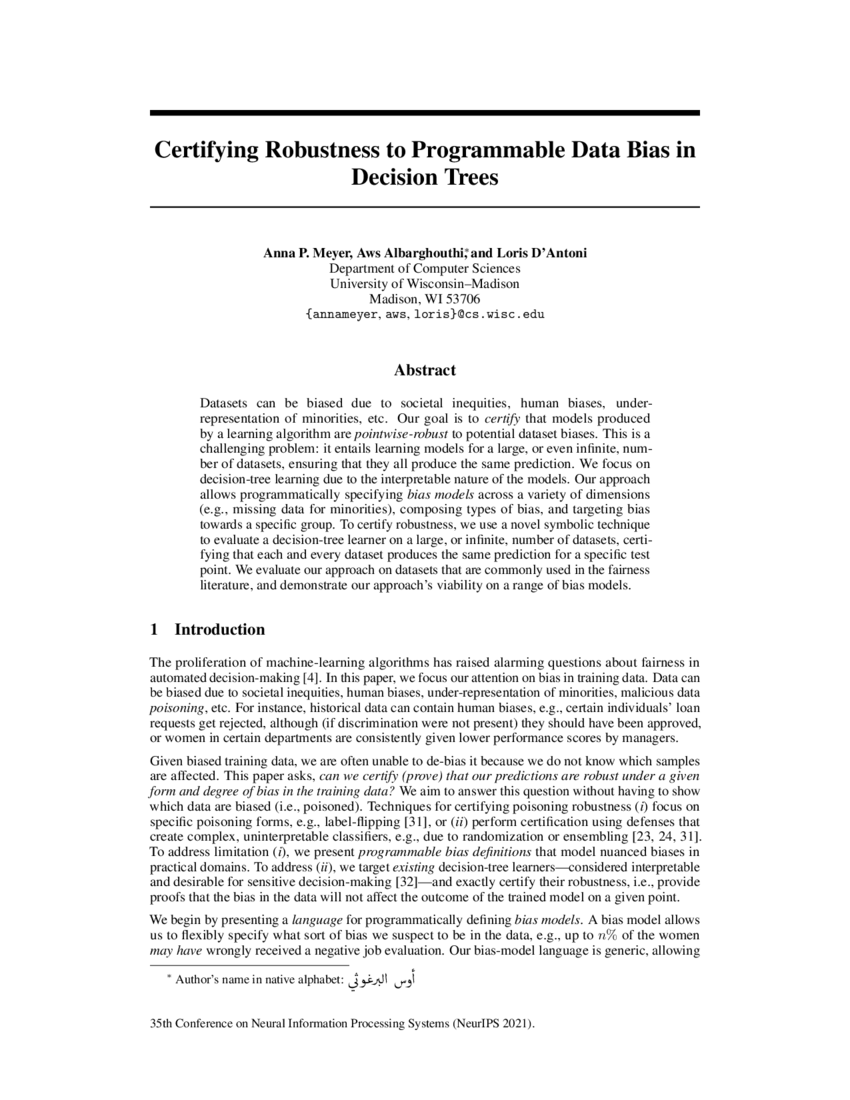 Certifying Robustness to Programmable Data Bias in
Decision Trees
Anna P. Meyer, Aws Albarghouthi,* and Loris D'Antoni
Department of Computer Sciences
University of Wisconsin–Madison
Madison, WI 53706
{annameyer, aws, loris}@cs.wisc.edu
Abstract
Datasets can be biased due to societal inequities, human biases, under-
representation of minorities, etc. Our goal is to certify that models produced
by a learning algorithm are pointwise-robust to potential dataset biases. This is a
challenging problem: it entails learning models for a large, or even infinite, num-
ber of datasets, ensuring that they all produce the same prediction. We focus on
decision-tree learning due to the interpretable nature of the models. Our approach
allows programmatically specifying bias models across a variety of dimensions
(e.g., missing data for minorities), composing types of bias, and targeting bias
towards a specific group. To certify robustness, we use a novel symbolic technique
to evaluate a decision-tree learner on a large, or infinite, number of datasets, certi-
fying that each and every dataset produces the same prediction for a specific test
point. We evaluate our approach on datasets that are commonly used in the fairness
literature, and demonstrate our approach's viability on a range of bias models.
1 Introduction
The proliferation of machine-learning algorithms has raised alarming questions about fairness in
automated decision-making [4]. In this paper, we focus our attention on bias in training data. Data can
be biased due to societal inequities, human biases, under-representation of minorities, malicious data
poisoning, etc. For instance, historical data can contain human biases, e.g., certain individuals' loan
requests get rejected, although (if discrimination were not present) they should have been approved,
or women in certain departments are consistently given lower performance scores by managers.
Given biased training data, we are often unable to de-bias it because we do not know which samples
are affected. This paper asks, can we certify (prove) that our predictions are robust under a given
form and degree of bias in the training data? We aim to answer this question without having to show
which data are biased (i.e., poisoned). Techniques for certifying poisoning robustness (i) focus on
specific poisoning forms, e.g., label-flipping [31], or (ii) perform certification using defenses that
create complex, uninterpretable classifiers, e.g., due to randomization or ensembling [23, 24, 31].
To address limitation (i), we present programmable bias definitions that model nuanced biases in
practical domains. To address (ii), we target existing decision-tree learners—considered interpretable
and desirable for sensitive decision-making [32]—and exactly certify their robustness, i.e., provide
proofs that the bias in the data will not affect the outcome of the trained model on a given point.
We begin by presenting a language for programmatically defining bias models. A bias model allows
us to flexibly specify what sort of bias we suspect to be in the data, e.g., up to n% of the women
may have wrongly received a negative job evaluation. Our bias-model language is generic, allowing
* Author's name in native alphabet: أوس البرغوثي
35th Conference on Neural Information Processing Systems (NeurIPS 2021).